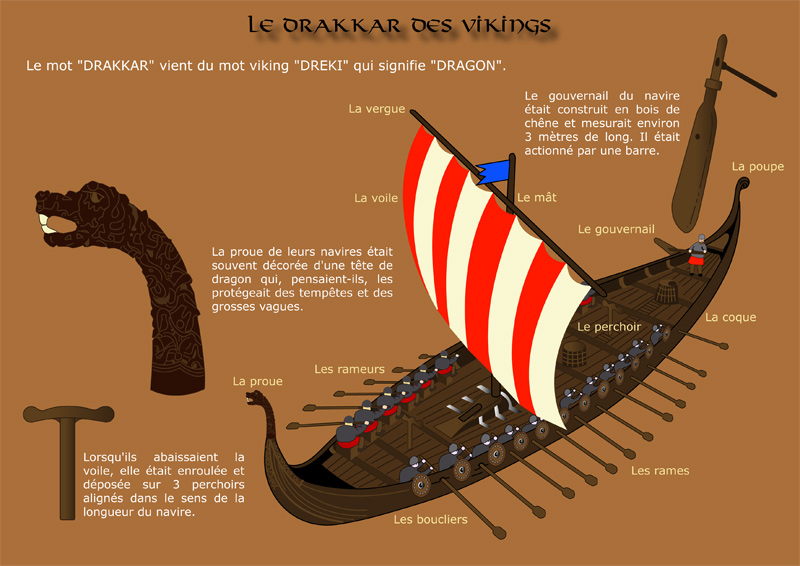 Le drakkar des vikings
Le mot "DRAKKAR" vient du mot viking "DREKI" qui signifie "DRAGON".
Le gouvernail du navire
était construit en bois de
chêne et mesurait environ
3 mètres de long. Il était
actionné par une barre.
La vergue
La poupe
La voile
Le mât
Le gouvernail
La proue de leurs navires était
souvent décorée d'une tête de
dragon qui, pensaient-ils, les
protégeait des tempêtes et des
grosses vagues.
La coque
Le perchoir
Les rameurs
La proue
Lorsqu'ils abaissaient la
voile, elle était enroulée et
déposée sur 3 perchoirs
alignés dans le sens de la
longueur du navire.
Les rames
Les boucliers